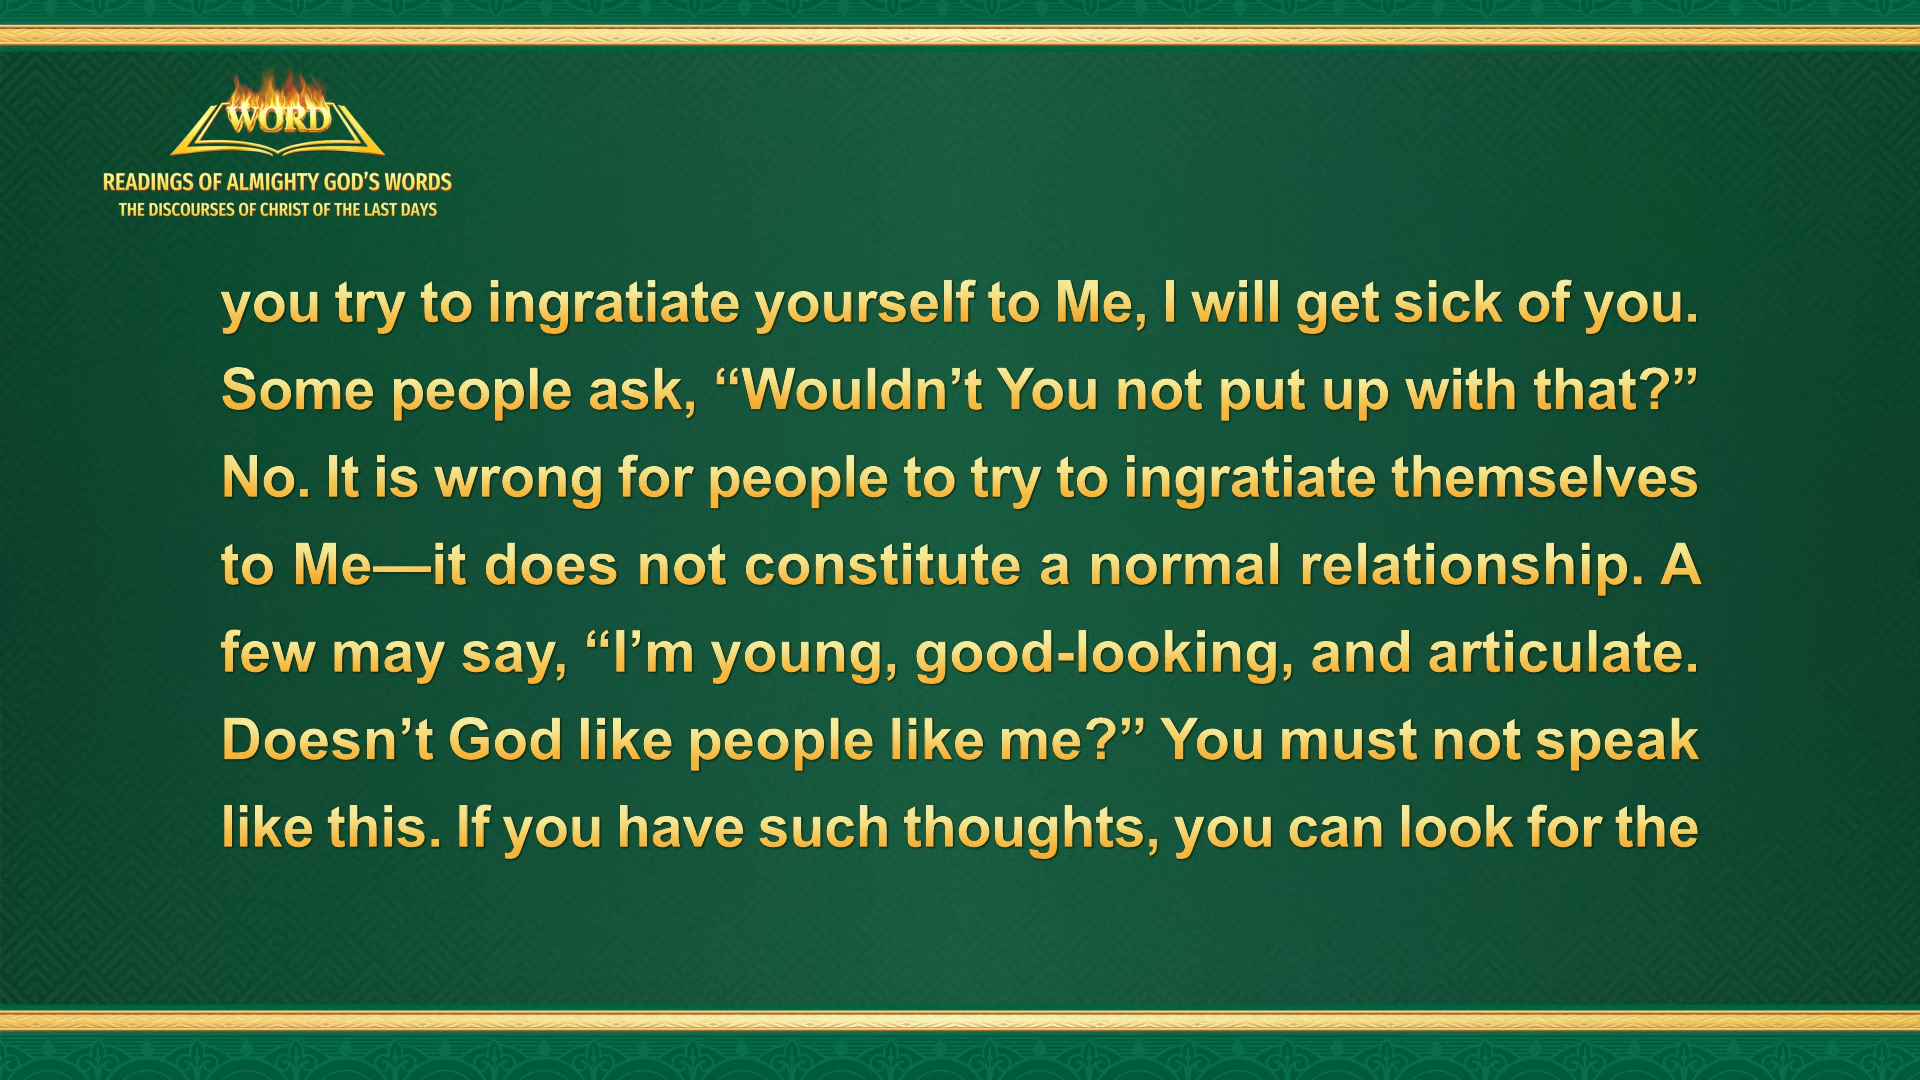 WORD
READINGS OF ALMIGHTY GOD’S WORDS
THE DISCOURSES OF CHRIST OF THE LAST DAYS
you try to ingratiate yourself to Me, I will get sick of you.
Some people ask, “Wouldn’t You not put up with that?”
No. It is wrong for people to try to ingratiate themselves
to Me—it does not constitute a normal relationship. A
few may say, “I’m young, good-looking, and articulate.
Doesn’t God like people like me?” You must not speak
like this. If you have such thoughts, you can look for the